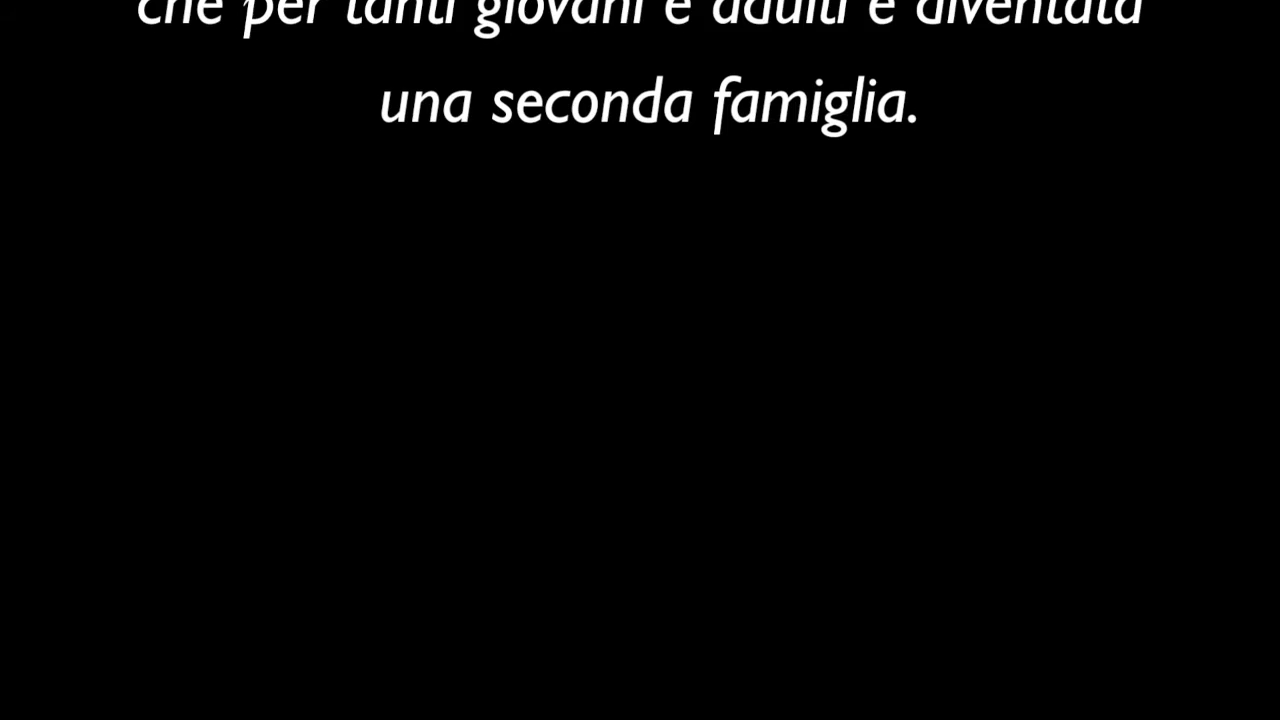 che per tanti giovani e adulti è diventata
una seconda famiglia.